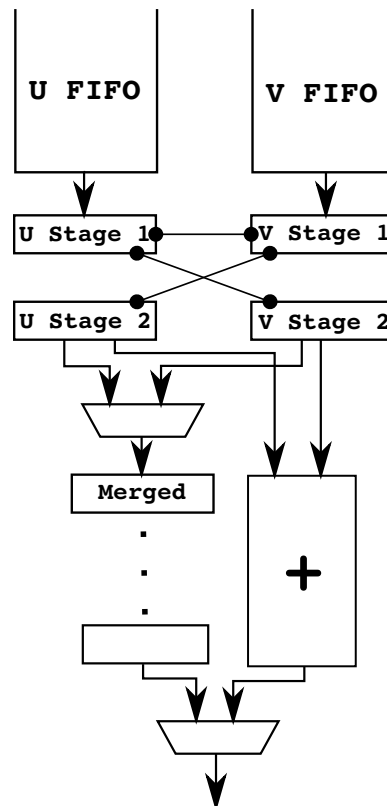 U FIFO
V FIFO
U Stage 1
V Stage 1
U Stage 2
V Stage 2
Merged
+